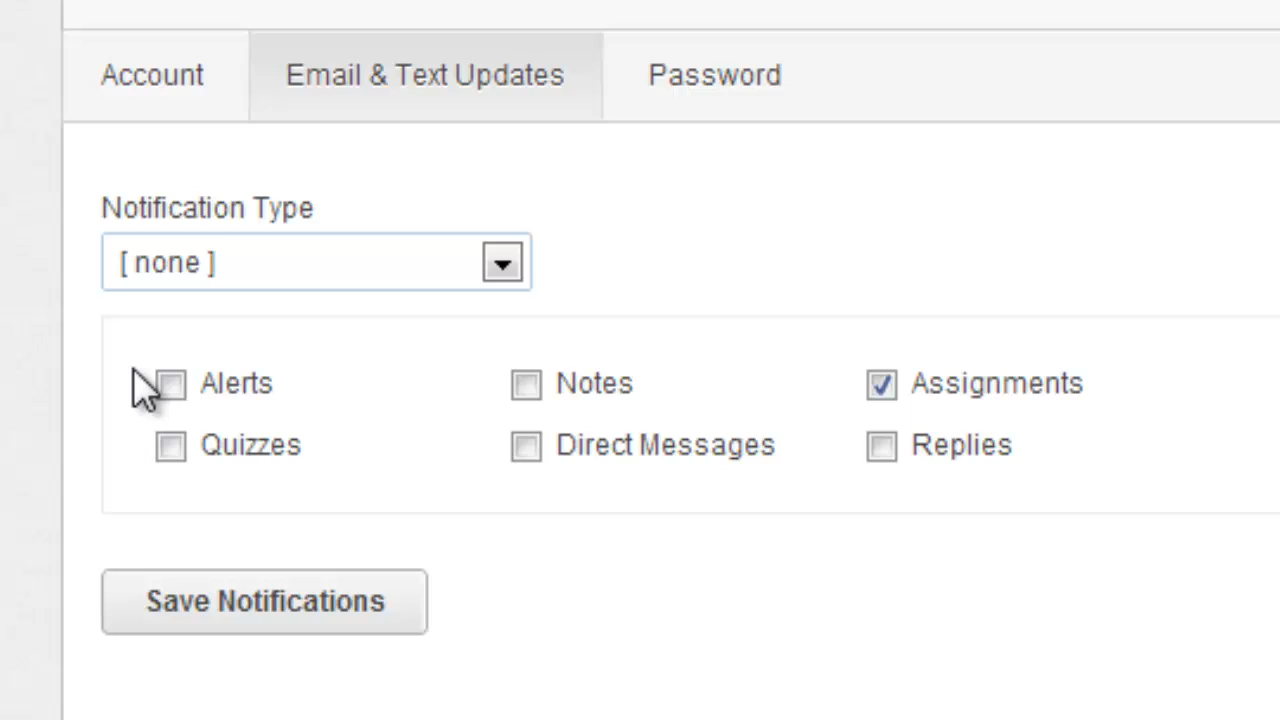 Account Email & Text Updates Password
Notification Type
[ none ]
Alerts Notes Assignments
Quizzes Direct Messages Replies
Save Notifications